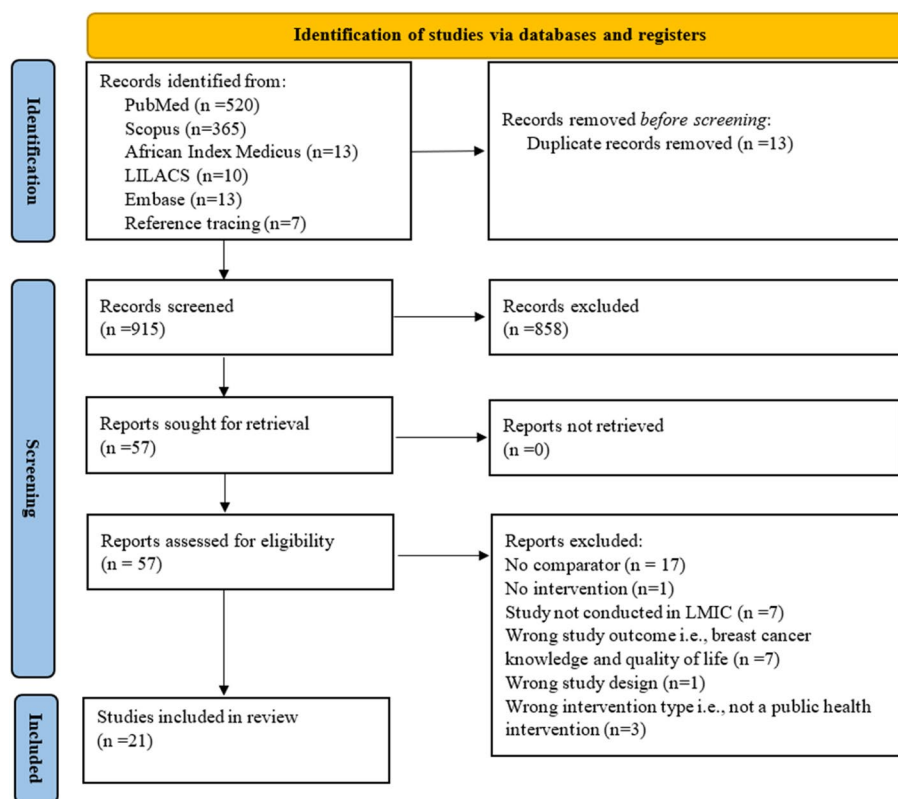 Identification of studies via databases and registers
Identification
Records identified from:
PubMed (n =520)
Scopus (n=365)
African Index Medicus (n=13)
LILACS (n=10)
Embase (n=13)
Reference tracing (n=7)
Records removed before screening:
Duplicate records removed (n =13)
Screening
Records screened
(n =915)
Records excluded
(n =858)
Reports sought for retrieval
(n =57)
Reports not retrieved
(n =0)
Reports assessed for eligibility
(n = 57)
Reports excluded:
No comparator (n = 17)
No intervention (n=1)
Study not conducted in LMIC (n =7)
Wrong study outcome i.e., breast cancer
knowledge and quality of life (n =7)
Wrong study design (n=1)
Wrong intervention type i.e., not a public health
intervention (n=3)
Included
Studies included in review
(n =21)